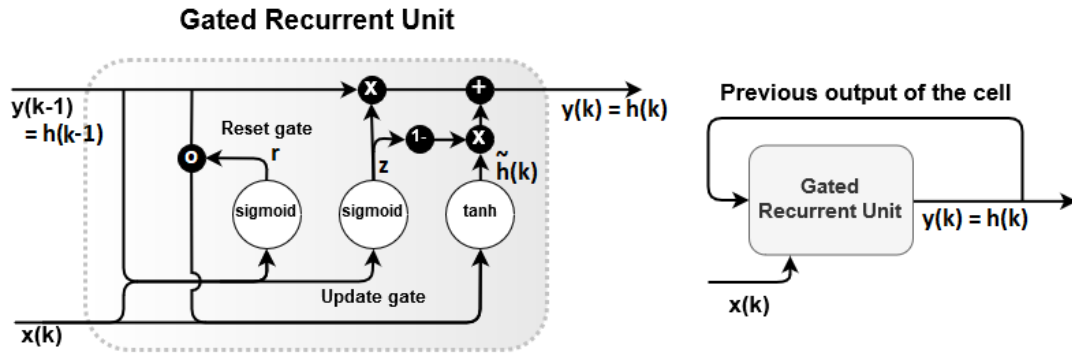 Gated Recurrent Unit
y(k-1)
= h(k-1)
Reset gate
r
o
x
+
1-
x
z
~
h(k)
sigmoid
sigmoid
tanh
Update gate
x(k)
y(k) = h(k)
Previous output of the cell
Gated
Recurrent Unit
y(k) = h(k)
x(k)